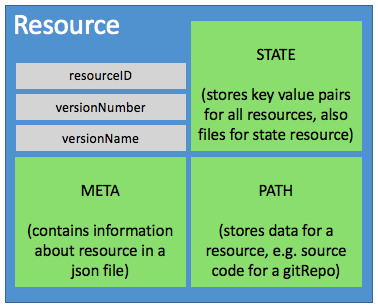 Resource
resourceID
versionNumber
versionName
STATE
(stores key value pairs
for all resources, also
files for state resource)
META
(contains information
about resource in a
json file)
PATH
(stores data for a
resource, e.g. source
code for a gitRepo)